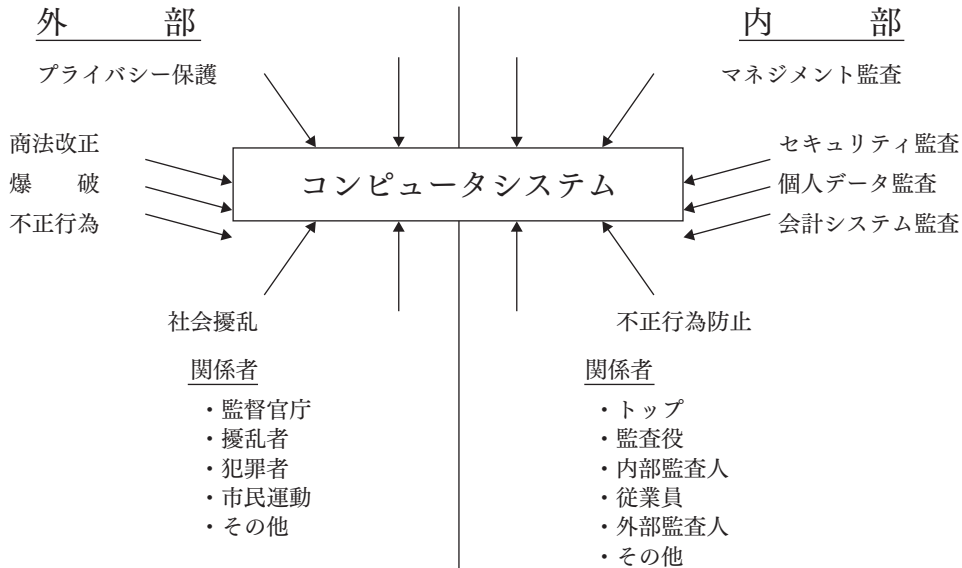 外　部
内　部
プライバシー保護
マネジメント監査
商法改正
爆　破
不正行為
コンピュータシステム
セキュリティ監査
個人データ監査
会計システム監査
社会擾乱
不正行為防止
関係者
・監督官庁
・擾乱者
・犯罪者
・市民運動
・その他
関係者
・トップ
・監査役
・内部監査人
・従業員
・外部監査人
・その他